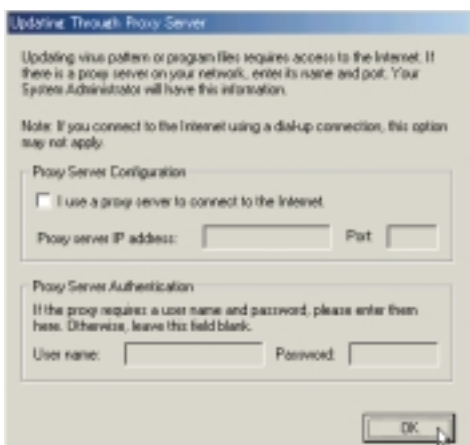 Updating Through Proxy Server
Updating virus pattern or program files requires access to the Internet. If
there is a proxy server on your network, enter its name and port. Your
System Administrator will have this information.
Note: If you connect to the Internet using a dial-up connection, this option
may not apply.
Proxy Server Configuration
I use a proxy server to connect to the Internet.
Proxy server IP address: Port:
Proxy Server Authentication
If the proxy requires a user name and password, please enter them
here. Otherwise, leave this field blank.
User name: Password:
OK